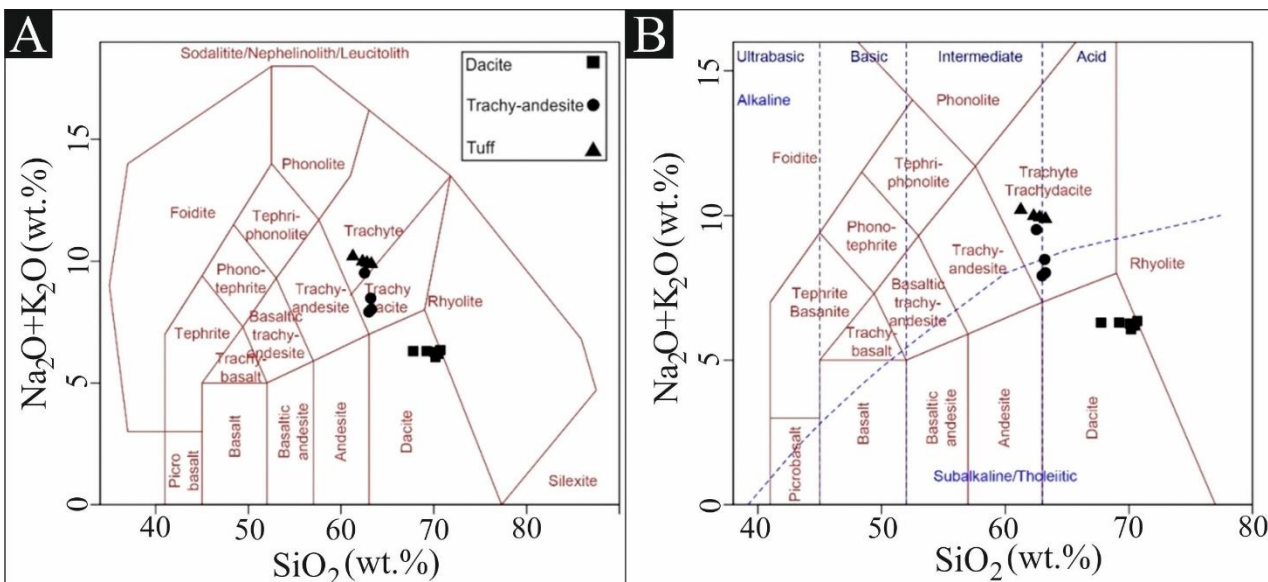 A
Sodalitite/Nephelinolith/Leucitolith
Dacite
Trachy-andesite
Tuff
Phonolite
Foidite
Tephri-
phonolite
Trachyte
Phono-
tephrite
Trachy-
andesite
Trachy
dacite
Rhyolite
Tephrite
Basaltic
trachy-
andesite
Trachy-
basalt
Picro
basalt
Basalt
Basaltic
andesite
Andesite
Dacite
Silexite
Na2O+K2O (wt.%)
0
5
10
15
40
50
60
70
80
SiO2 (wt.%)
B
Ultrabasic
Basic
Intermediate
Acid
Alkaline
Phonolite
Foidite
Tephri-
phonolite
Trachyte
Trachydacite
Phono-
tephrite
Trachy-
andesite
Rhyolite
Tephrite
Basanite
Basaltic
trachy-
andesite
Trachy-
basalt
Picrobasalt
Basalt
Basaltic
andesite
Andesite
Dacite
Subalkaline/Tholeiitic
Na2O+K2O (wt.%)
0
5
10
15
40
50
60
70
80
SiO2 (wt.%)